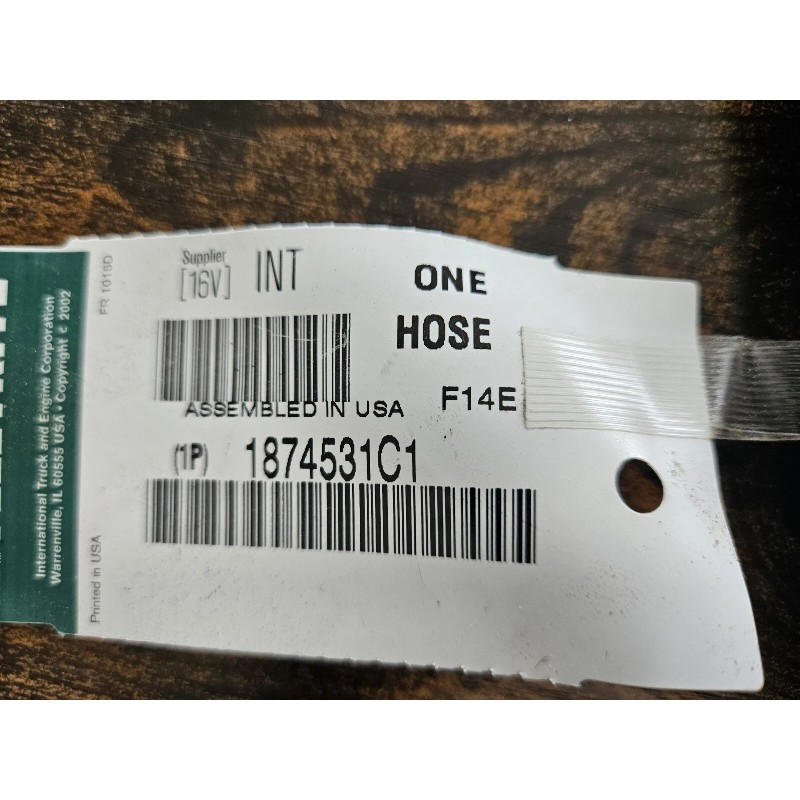 Supplier
[16V] INT
ONE
HOSE
ASSEMBLED IN USA
F14E
(1P) 1874531C1
FR 1016D
Printed in USA
International Truck and Engine Corporation
Warrenville, IL 60555 USA • Copyright c 2002